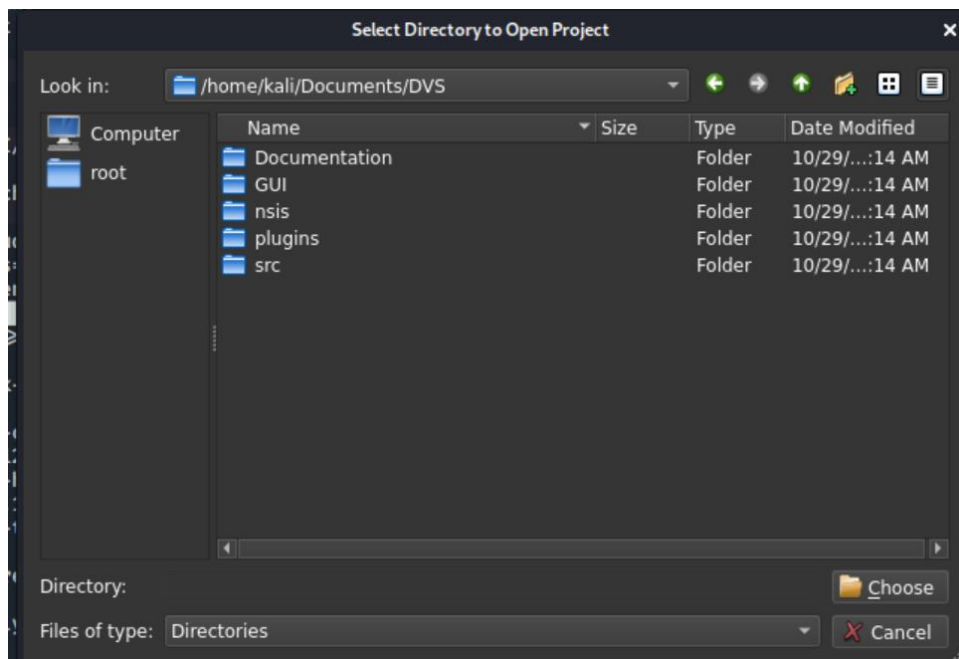 Select Directory to Open Project
Look in: /home/kali/Documents/DVS
Computer
root
Name Size Type Date Modified
Documentation Folder 10/29/...:14 AM
GUI Folder 10/29/...:14 AM
nsis Folder 10/29/...:14 AM
plugins Folder 10/29/...:14 AM
src Folder 10/29/...:14 AM
Directory: Choose
Files of type: Directories Cancel